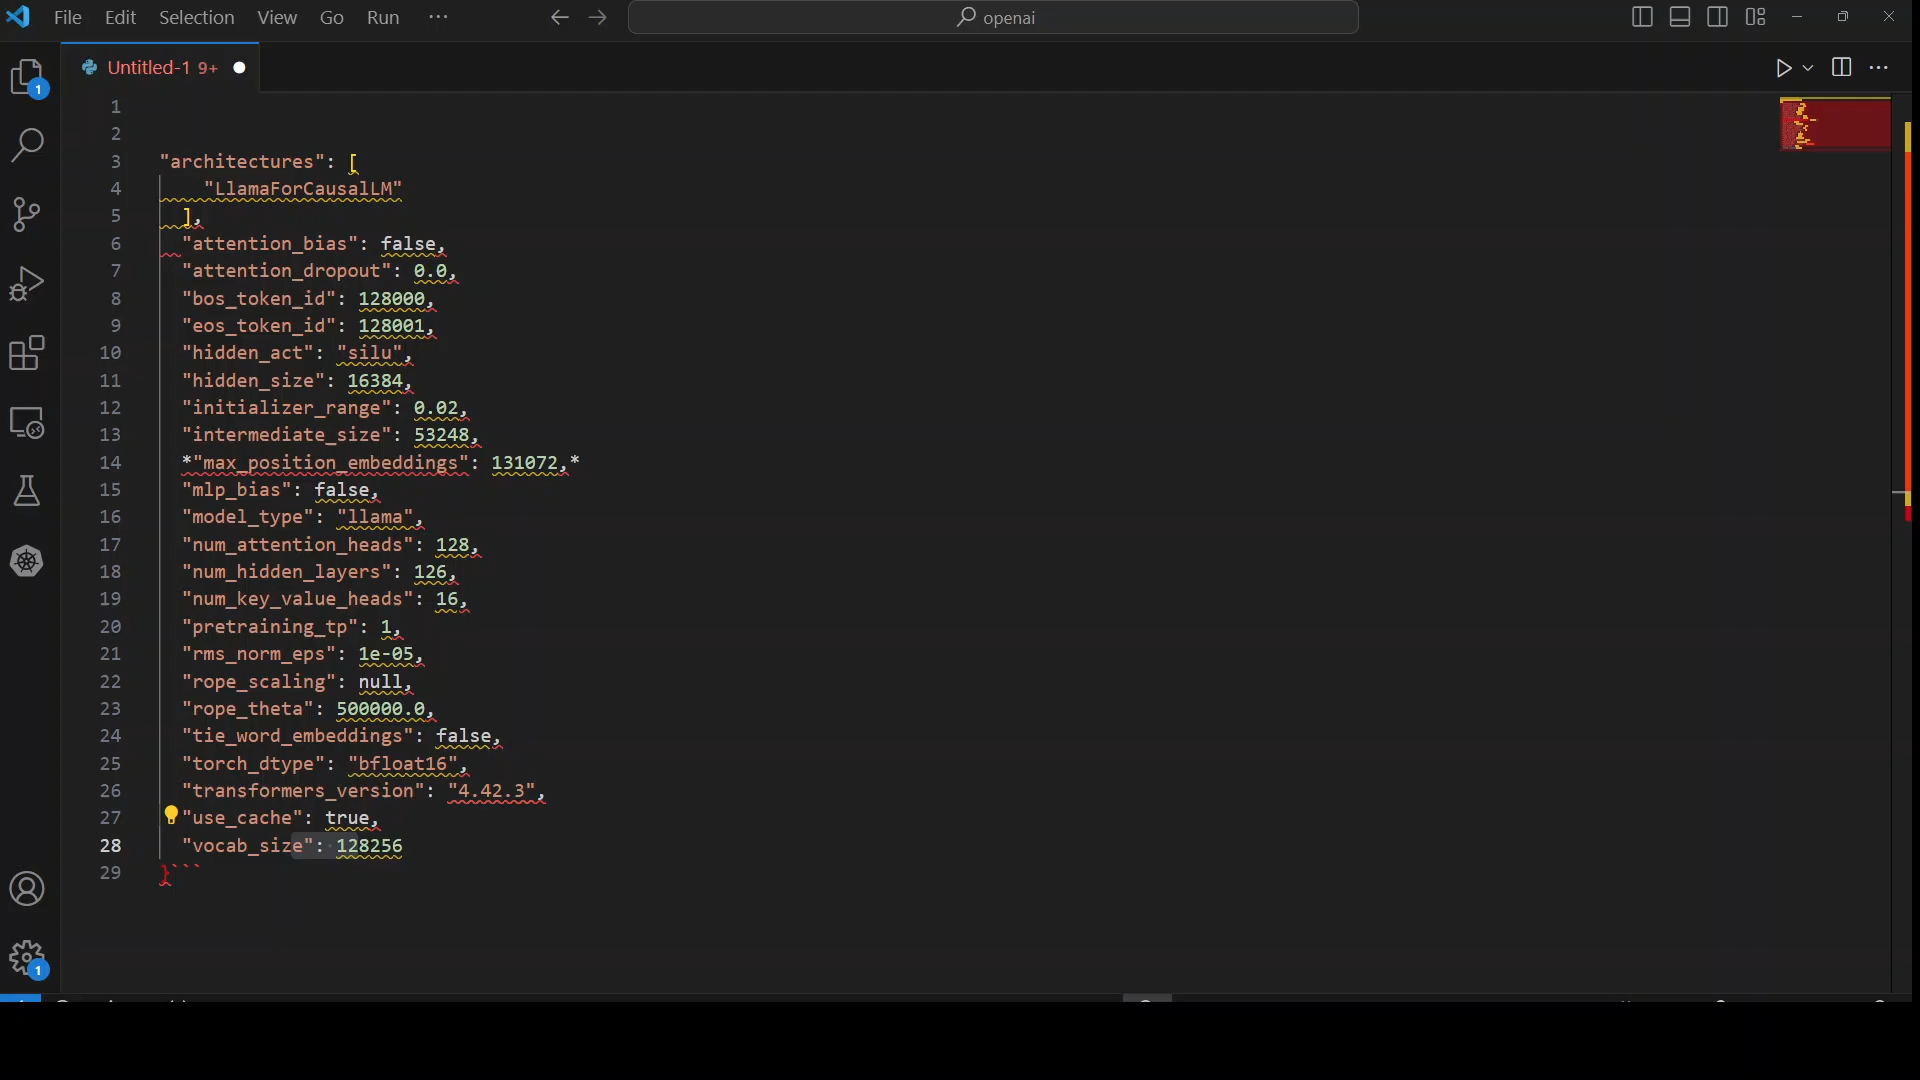 File Edit Selection View Go Run ··· openai
Untitled-1 9+
1
1
2
3 "architectures": [
4 "LlamaForCausalLM"
5 ],
6 "attention_bias": false,
7 "attention_dropout": 0.0,
8 "bos_token_id": 128000,
9 "eos_token_id": 128001,
10 "hidden_act": "silu",
11 "hidden_size": 16384,
12 "initializer_range": 0.02,
13 "intermediate_size": 53248,
14 *"max_position_embeddings": 131072,*
15 "mlp_bias": false,
16 "model_type": "llama",
17 "num_attention_heads": 128,
18 "num_hidden_layers": 126,
19 "num_key_value_heads": 16,
20 "pretraining_tp": 1,
21 "rms_norm_eps": 1e-05,
22 "rope_scaling": null,
23 "rope_theta": 500000.0,
24 "tie_word_embeddings": false,
25 "torch_dtype": "bfloat16",
26 "transformers_version": "4.42.3",
27 "use_cache": true,
28 "vocab_size": 128256
29 }```
1